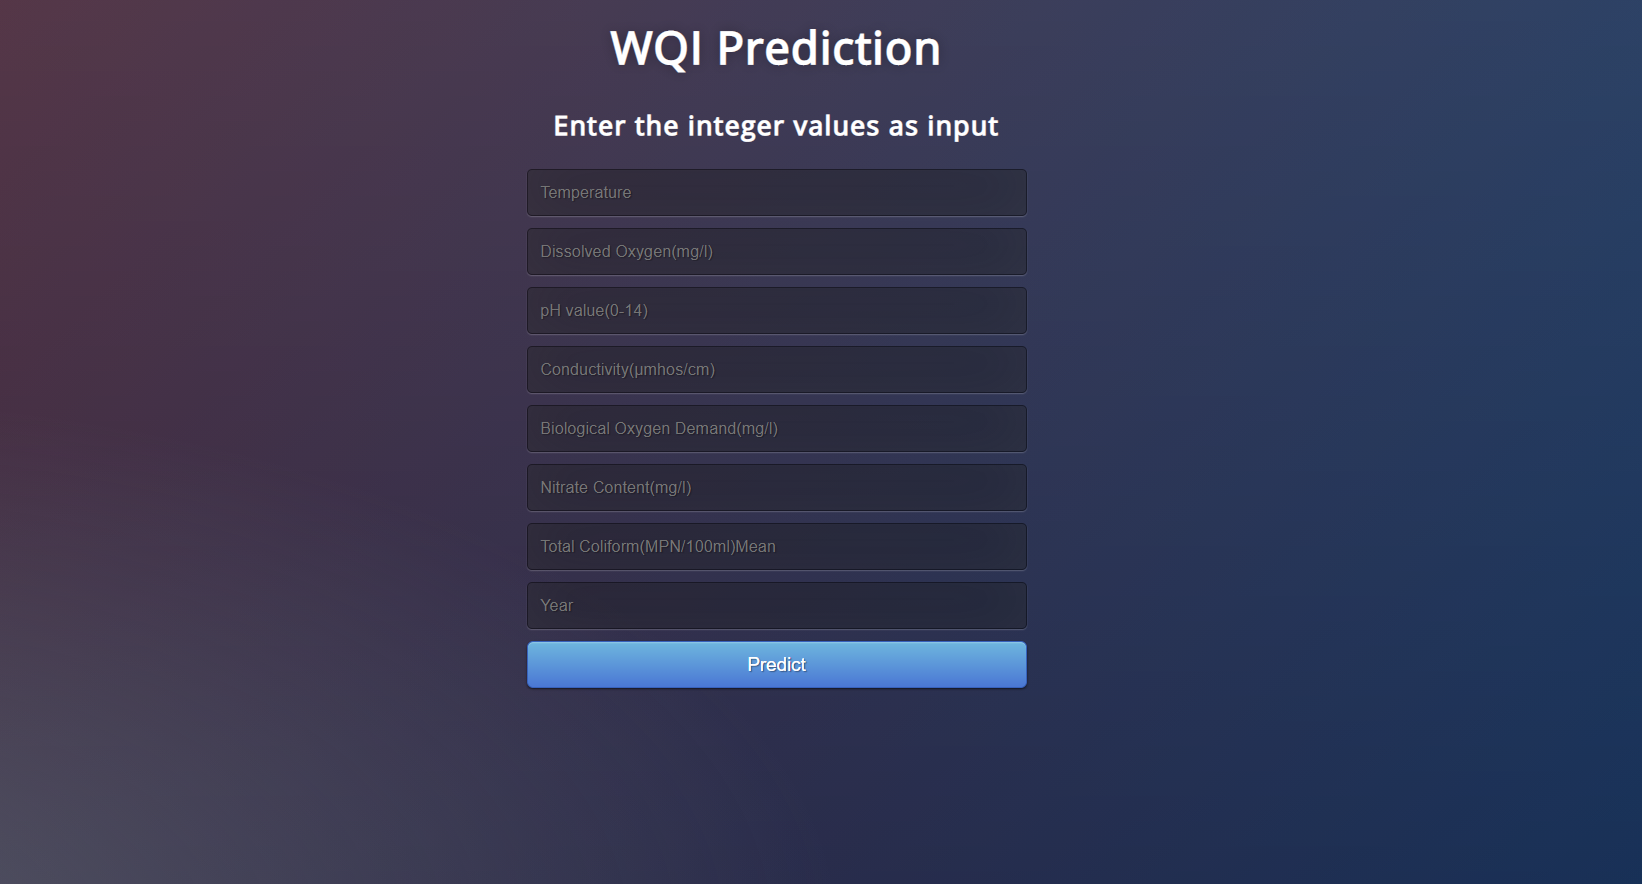 WQI Prediction
Enter the integer values as input
Temperature
Dissolved Oxygen(mg/l)
pH value(0-14)
Conductivity(µmhos/cm)
Biological Oxygen Demand(mg/l)
Nitrate Content(mg/l)
Total Coliform(MPN/100ml)Mean
Year
Predict